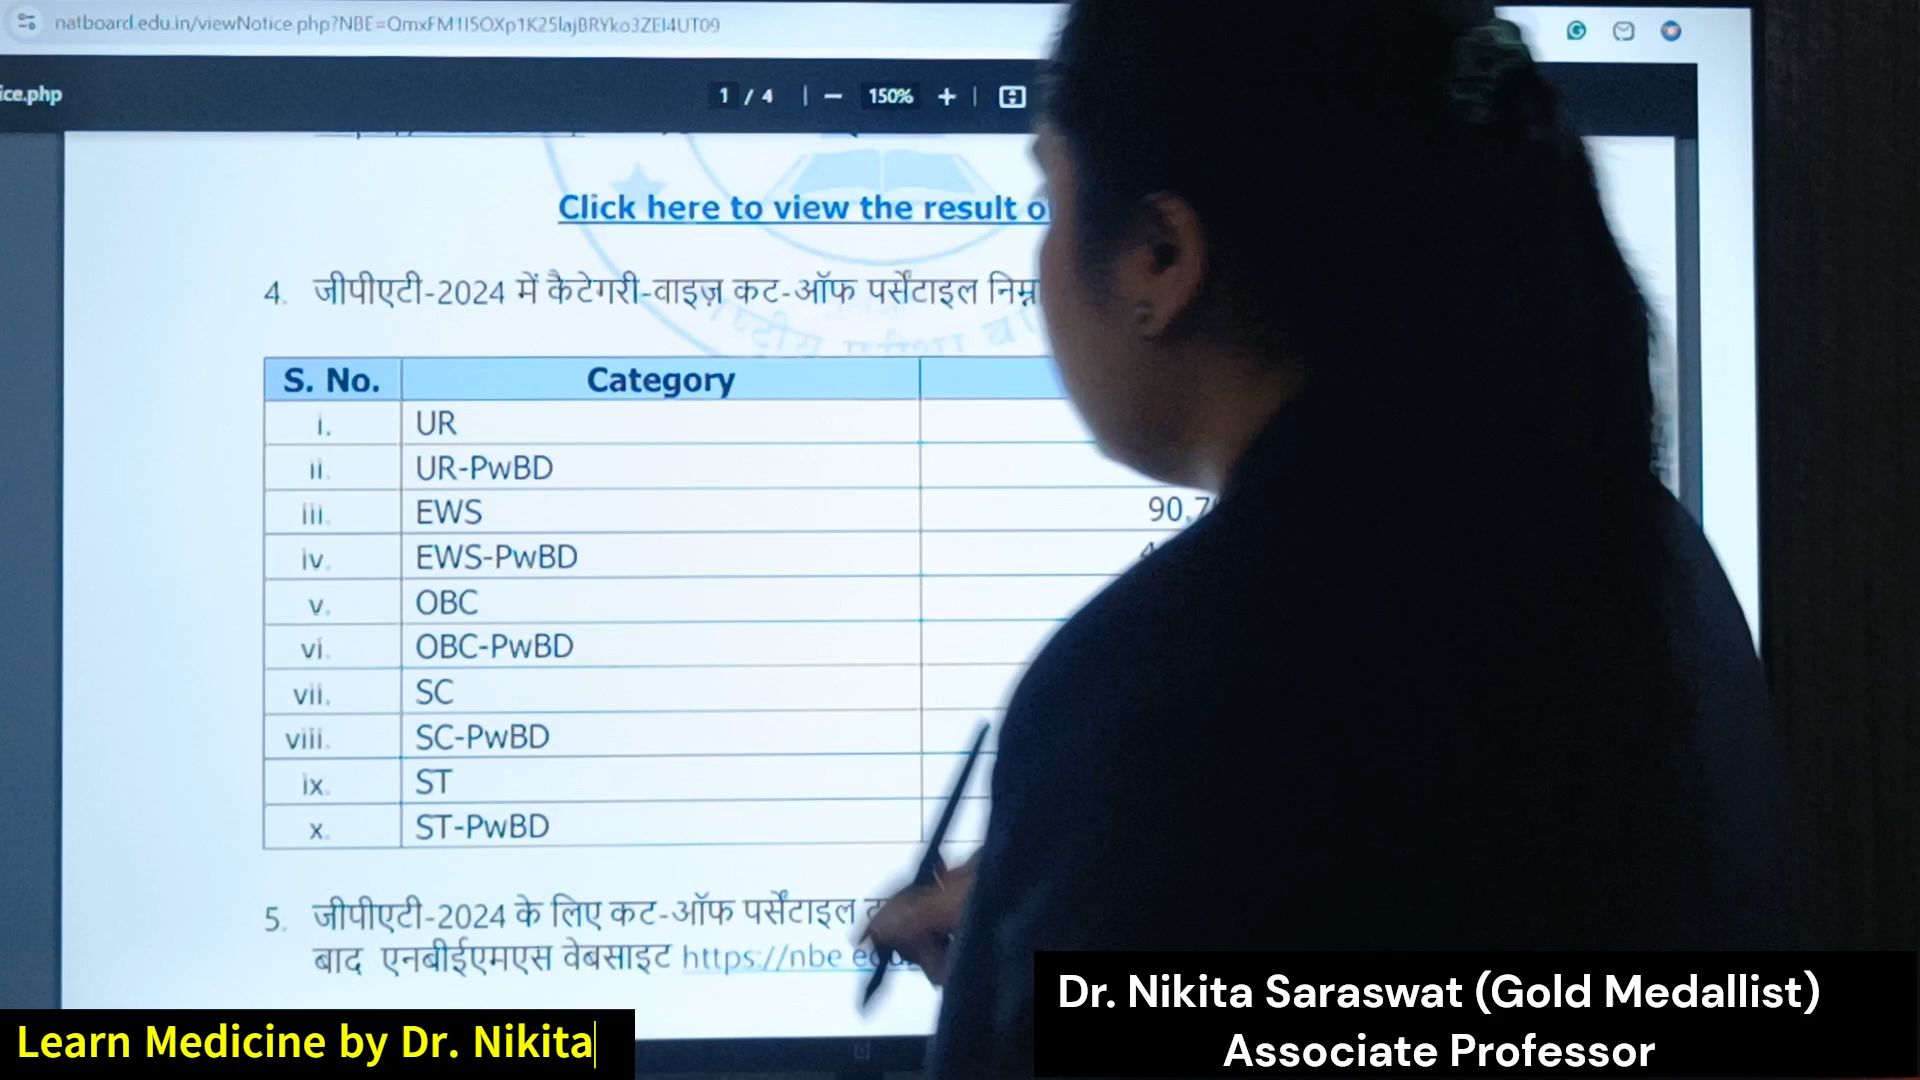 natboard.edu.in/viewNotice.php?NBE=
ice.php
1 / 4 | − 150% + |
Click here to view the result
4. जीपीएटी-2024 में कैटेगरी-वाइज़ कट-ऑफ पर्सेंटाइल निम्न
S. No. Category
i. UR
ii. UR-PwBD
iii. EWS 90.7
iv. EWS-PwBD
v. OBC
vi. OBC-PwBD
vii. SC
viii. SC-PwBD
ix. ST
x. ST-PwBD
5. जीपीएटी-2024 के लिए कट-ऑफ पर्सेंटाइल
बाद एनबीईएमएस वेबसाइट https://nbe
Learn Medicine by Dr. Nikita
Dr. Nikita Saraswat (Gold Medallist)
Associate Professor